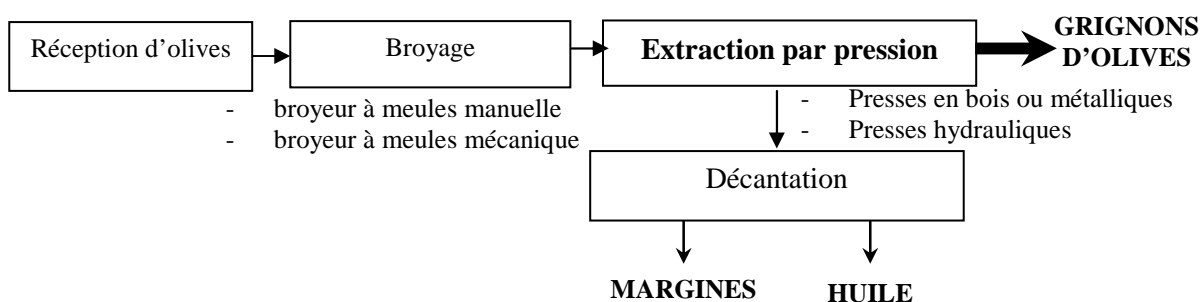 Réception d'olives
Broyage
Extraction par pression
GRIGNONS
D'OLIVES
- broyeur à meules manuelle
- broyeur à meules mécanique
- Presses en bois ou métalliques
- Presses hydrauliques
Décantation
MARGINES
HUILE